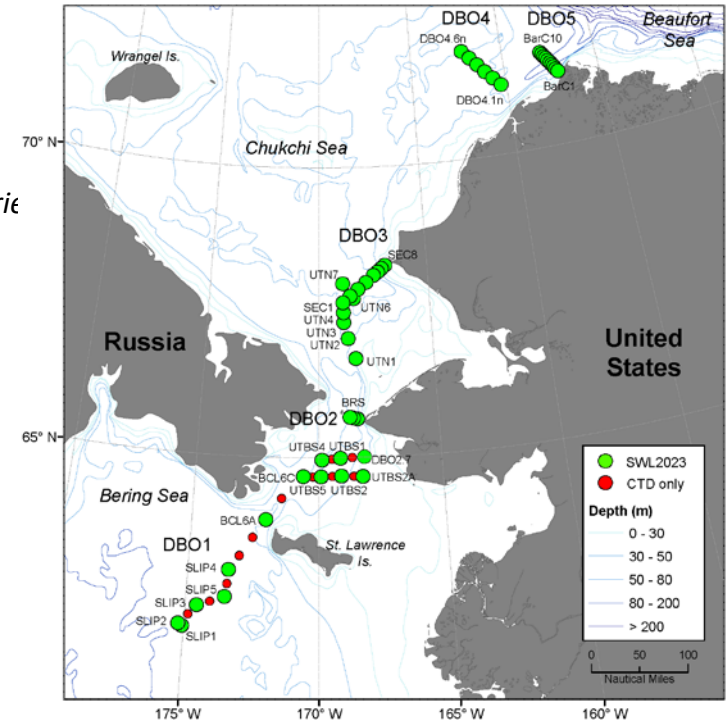 DBO4
DBO5
Beaufort
Sea
DBO4.6n
BarC10
Wrangel Is.
DBO4.1n
BarC1
70° N
Chukchi Sea
DBO3
SEC8
UTN7
SEC1
UTN6
UTN4
UTN3
UTN2
UTN1
Russia
United
States
BRS
DBO2
65° N
UTBS4 UTBS1
DBO2.7
BCL6C
UTBS2A
UTBS5 UTBS2
Bering Sea
BCL6A
St. Lawrence
Is.
DBO1
SLIP4
SLIP5
SLIP3
SLIP2
SLIP1
SWL2023
CTD only
Depth (m)
0 - 30
30 - 50
50 - 80
80 - 200
> 200
0 50 100
Nautical Miles
175° W 170° W 165° W 160° W